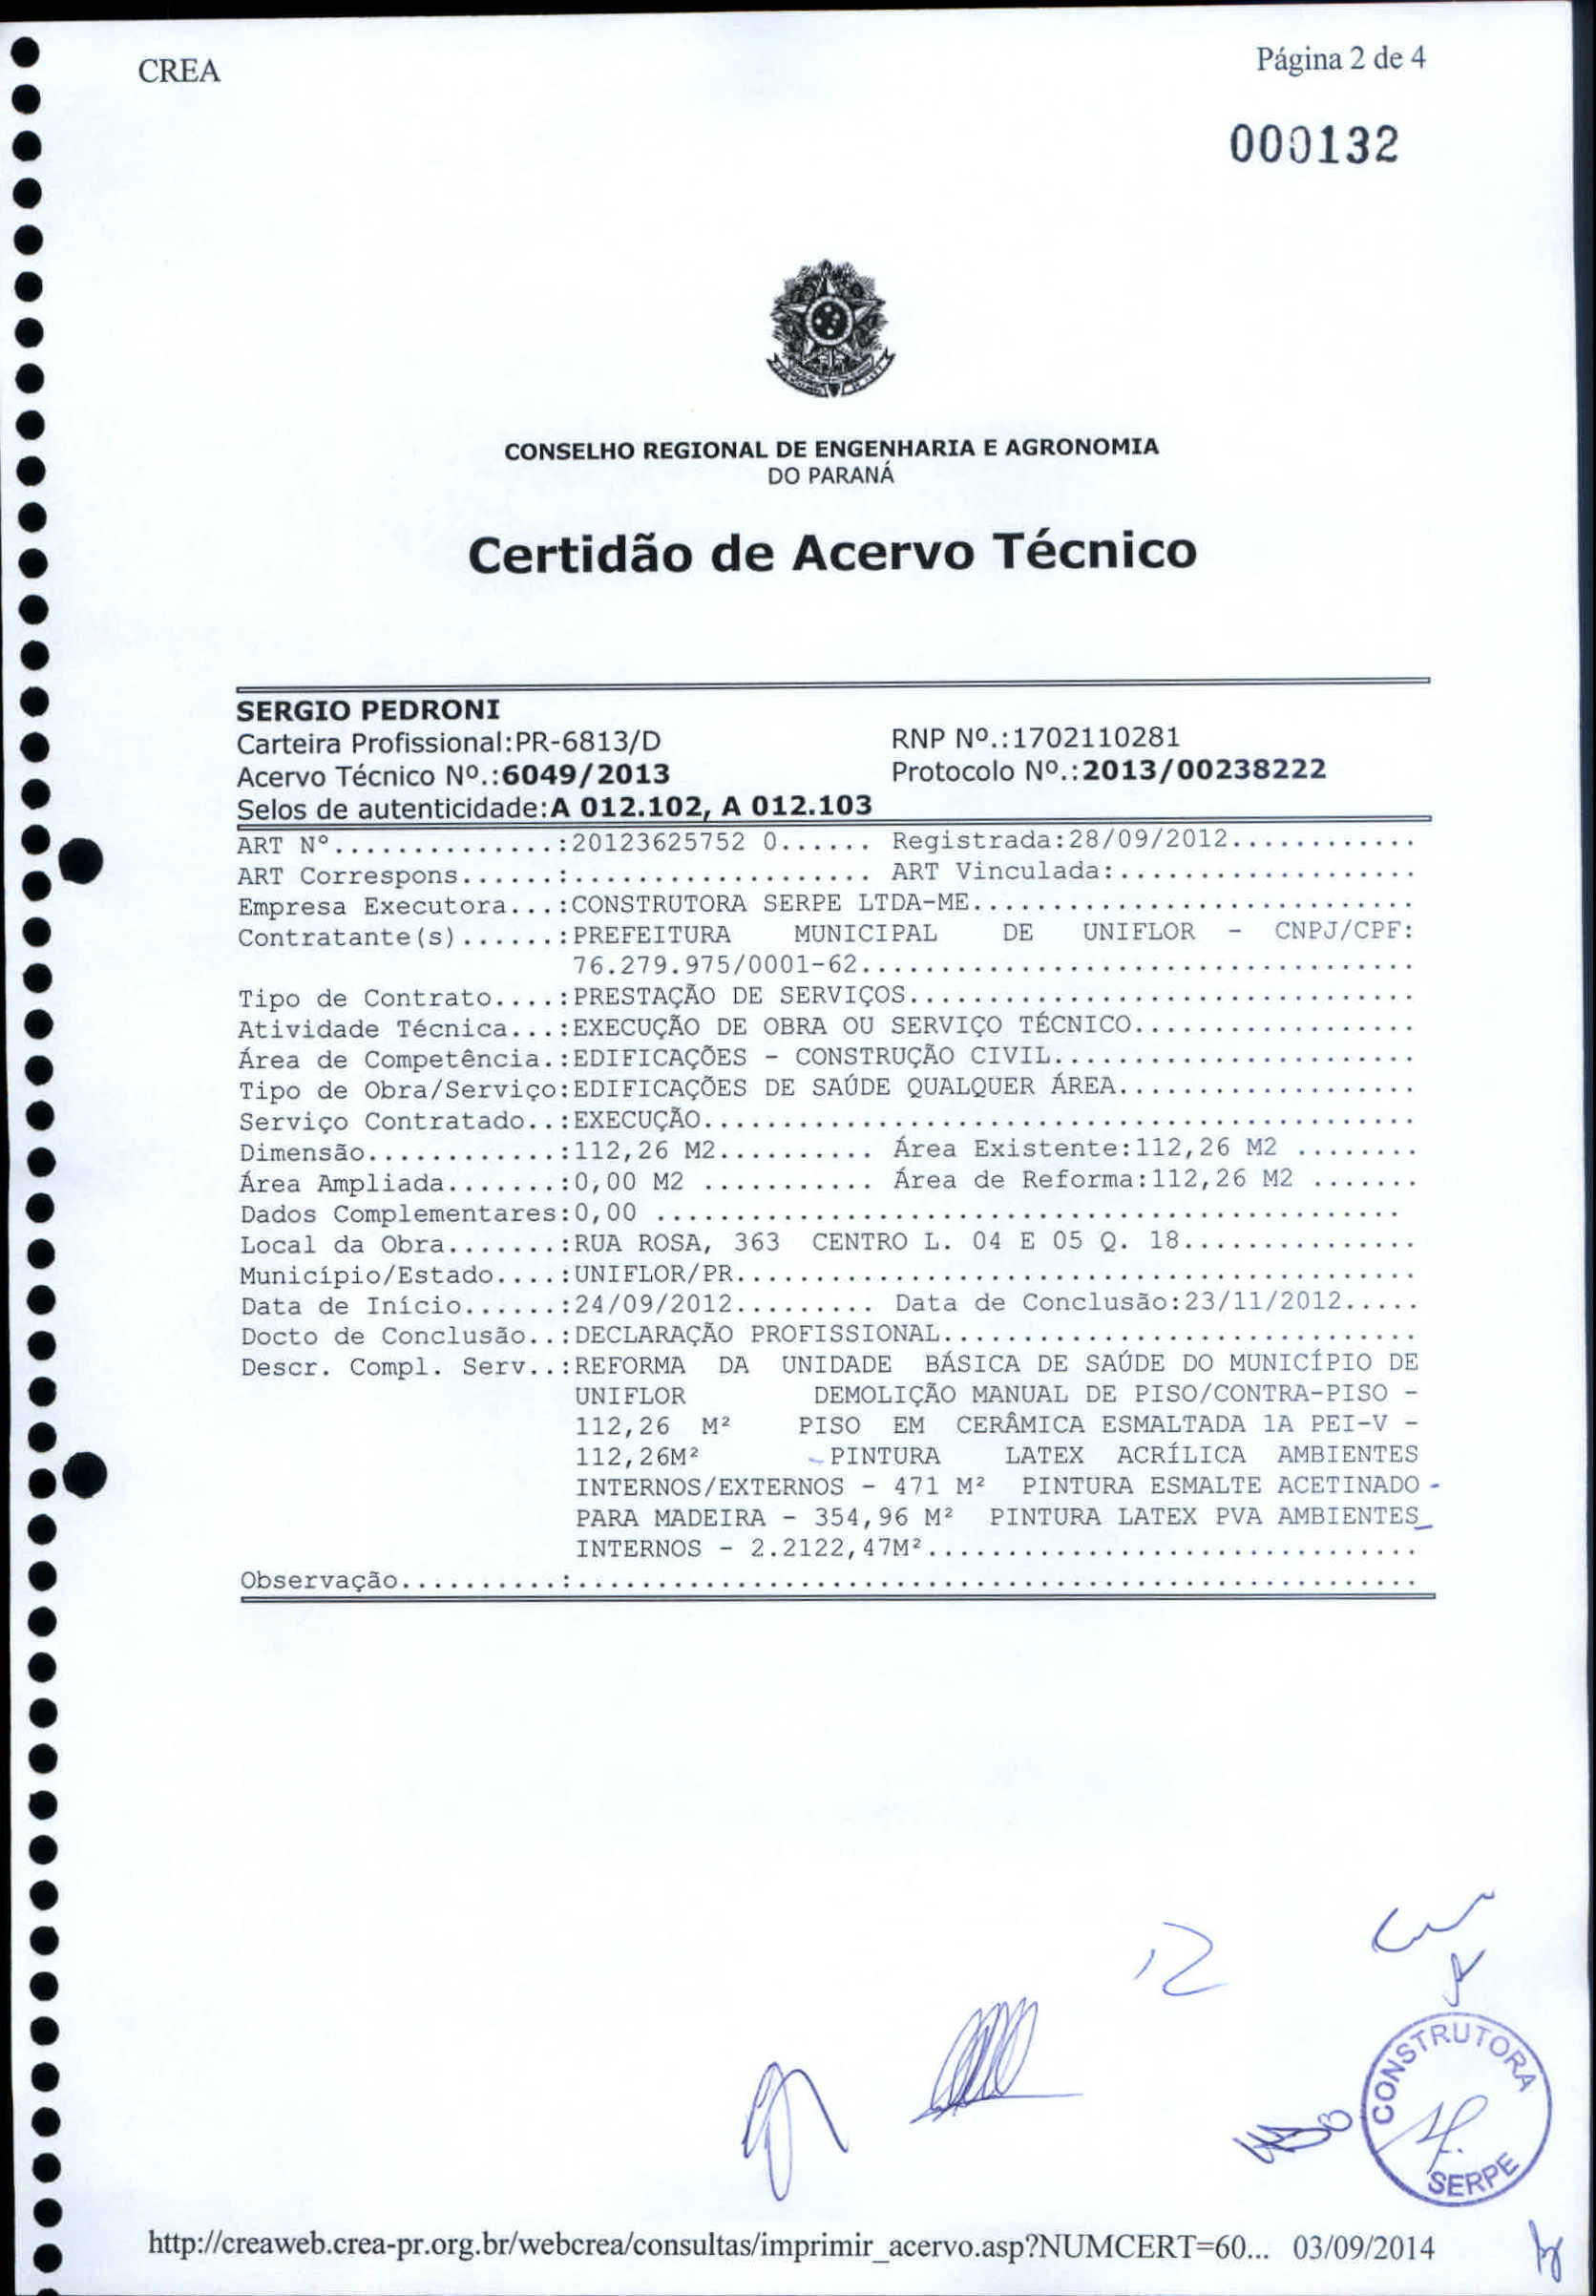 CREA
Página 2 de 4
000132
CONSELHO REGIONAL DE ENGENHARIA E AGRONOMIA
DO PARANÁ
Certidão de Acervo Técnico
SERGIO PEDRONI
Carteira Profissional:PR-6813/D RNP Nº.:1702110281
Acervo Técnico Nº.:6049/2013 Protocolo Nº.:2013/00238222
Selos de autenticidade:A 012.102, A 012.103
ART N°..............:20123625752 0...... Registrada:28/09/2012............
ART Correspons......:................... ART Vinculada:...................
Empresa Executora...:CONSTRUTORA SERPE LTDA-ME............................
Contratante(s)......:PREFEITURA MUNICIPAL DE UNIFLOR - CNPJ/CPF:
76.279.975/0001-62...................................
Tipo de Contrato....:PRESTAÇÃO DE SERVIÇOS................................
Atividade Técnica...:EXECUÇÃO DE OBRA OU SERVIÇO TÉCNICO..................
Área de Competência.:EDIFICAÇÕES - CONSTRUÇÃO CIVIL.......................
Tipo de Obra/Serviço:EDIFICAÇÕES DE SAÚDE QUALQUER ÁREA...................
Serviço Contratado..:EXECUÇÃO.............................................
Dimensão............:112,26 M2.......... Área Existente:112,26 M2 ........
Área Ampliada.......:0,00 M2 ........... Área de Reforma:112,26 M2 .......
Dados Complementares:0,00 ...............................................
Local da Obra.......:RUA ROSA, 363 CENTRO L. 04 E 05 Q. 18...............
Município/Estado....:UNIFLOR/PR...........................................
Data de Início......:24/09/2012......... Data de Conclusão:23/11/2012.....
Docto de Conclusão..:DECLARAÇÃO PROFISSIONAL..............................
Descr. Compl. Serv..:REFORMA DA UNIDADE BÁSICA DE SAÚDE DO MUNICÍPIO DE
UNIFLOR DEMOLIÇÃO MANUAL DE PISO/CONTRA-PISO -
112,26 M² PISO EM CERÂMICA ESMALTADA 1A PEI-V -
112,26M² PINTURA LATEX ACRÍLICA AMBIENTES
INTERNOS/EXTERNOS - 471 M² PINTURA ESMALTE ACETINADO
PARA MADEIRA - 354,96 M² PINTURA LATEX PVA AMBIENTES
INTERNOS - 2.2122,47M²...............................
Observação..........:.....................................................
CONSTRUTORA
SERPE
http://creaweb.crea-pr.org.br/webcrea/consultas/imprimir_acervo.asp?NUMCERT=60... 03/09/2014